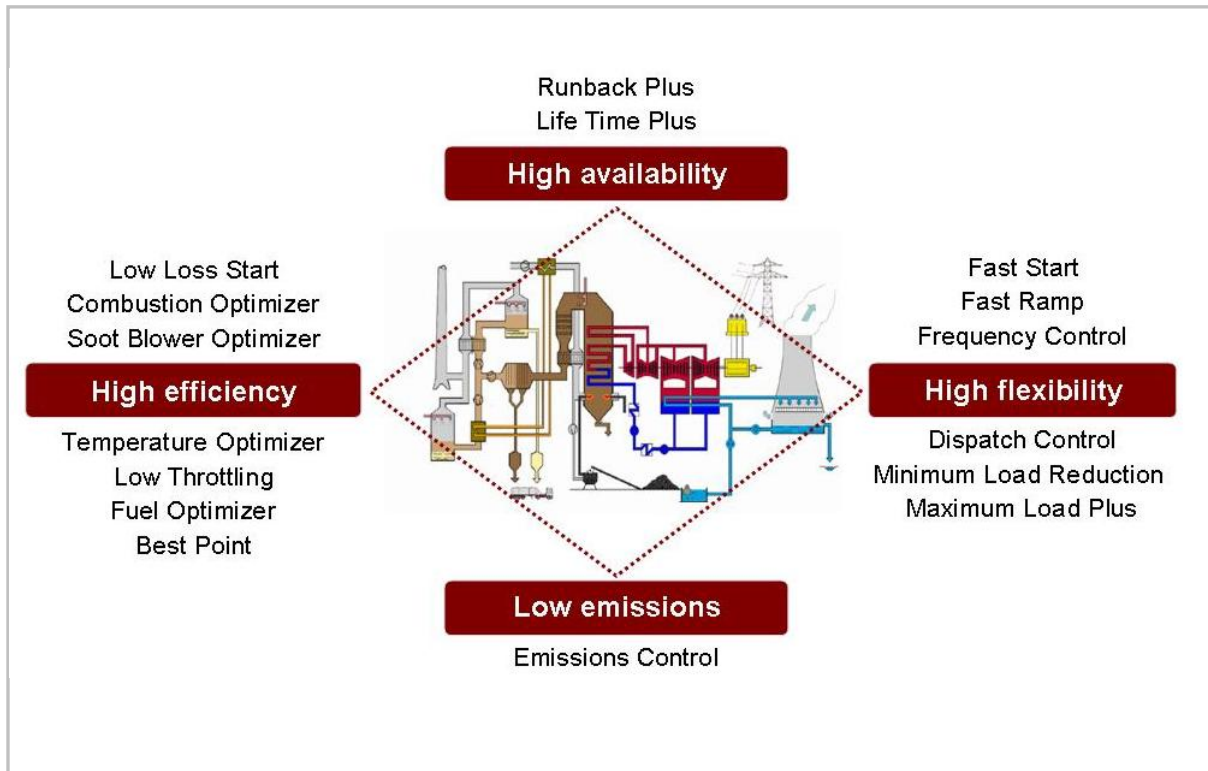 Runback Plus
Life Time Plus
High availability
Low Loss Start
Combustion Optimizer
Soot Blower Optimizer
High efficiency
Temperature Optimizer
Low Throttling
Fuel Optimizer
Best Point
Fast Start
Fast Ramp
Frequency Control
High flexibility
Dispatch Control
Minimum Load Reduction
Maximum Load Plus
Low emissions
Emissions Control